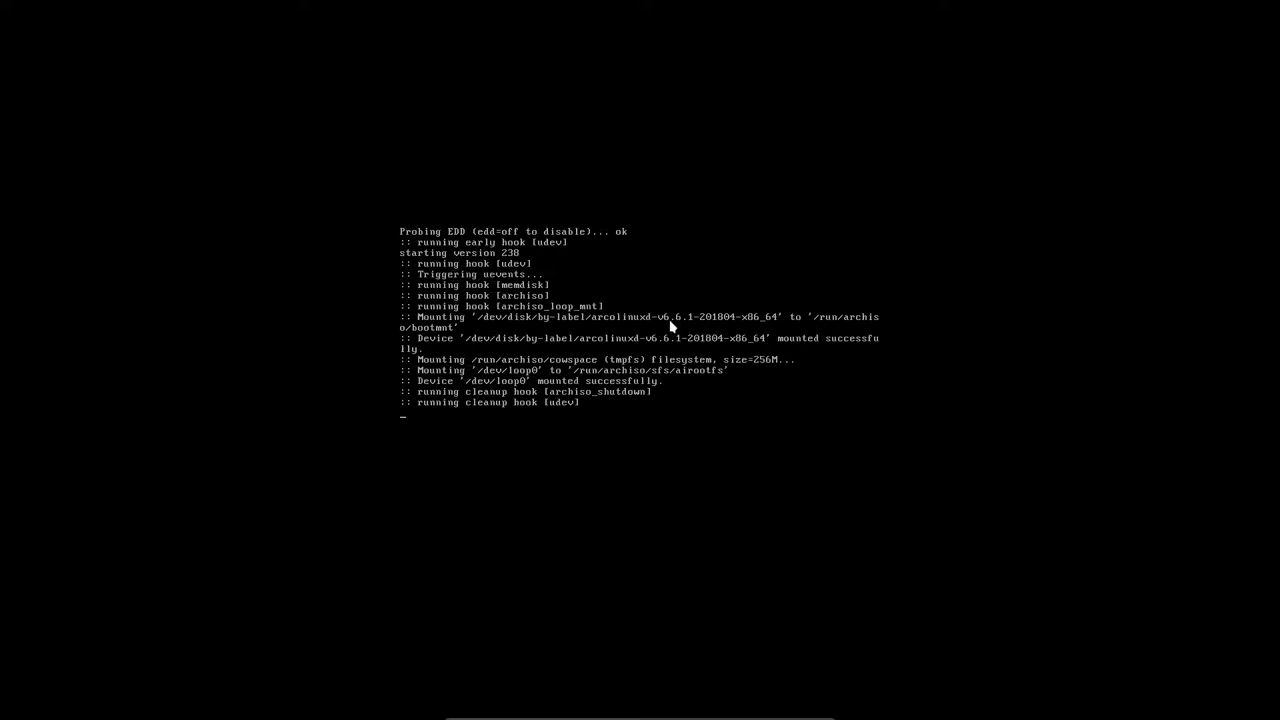 Probing EDD (edd=off to disable)... ok
:: running early hook [udev]
starting version 238
:: running hook [udev]
:: Triggering uevents...
:: running hook [memdisk]
:: running hook [archiso]
:: running hook [archiso_loop_mnt]
:: Mounting '/dev/disk/by-label/arcolinuxd-v6.6.1-201804-x86_64' to '/run/archis
o/bootmnt'
:: Device '/dev/disk/by-label/arcolinuxd-v6.6.1-201804-x86_64' mounted successfu
lly.
:: Mounting /run/archiso/cowspace (tmpfs) filesystem, size=256M...
:: Mounting '/dev/loop0' to '/run/archiso/sfs/airootfs'
:: Device '/dev/loop0' mounted successfully.
:: running cleanup hook [archiso_shutdown]
:: running cleanup hook [udev]